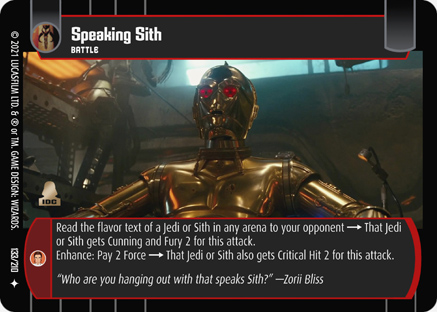 Speaking Sith
BATTLE
© 2021 LUCASFILM LTD. & ® or TM. GAME DESIGN: WIZARDS.
133/210
IDC
Read the flavor text of a Jedi or Sith in any arena to your opponent → That Jedi
or Sith gets Cunning and Fury 2 for this attack.
Enhance: Pay 2 Force → That Jedi or Sith also gets Critical Hit 2 for this attack.
"Who are you hanging out with that speaks Sith?" —Zorii Bliss